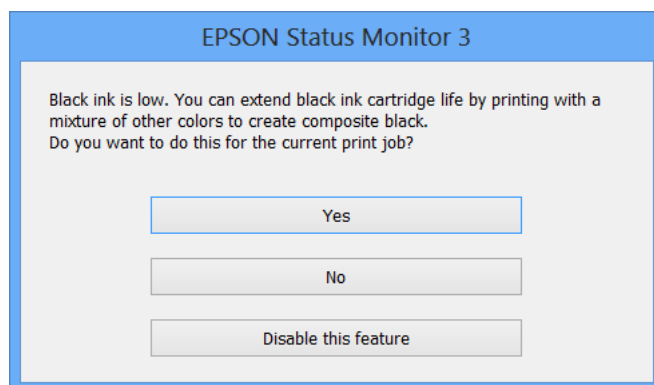 EPSON Status Monitor 3
Black ink is low. You can extend black ink cartridge life by printing with a
mixture of other colors to create composite black.
Do you want to do this for the current print job?
Yes
No
Disable this feature